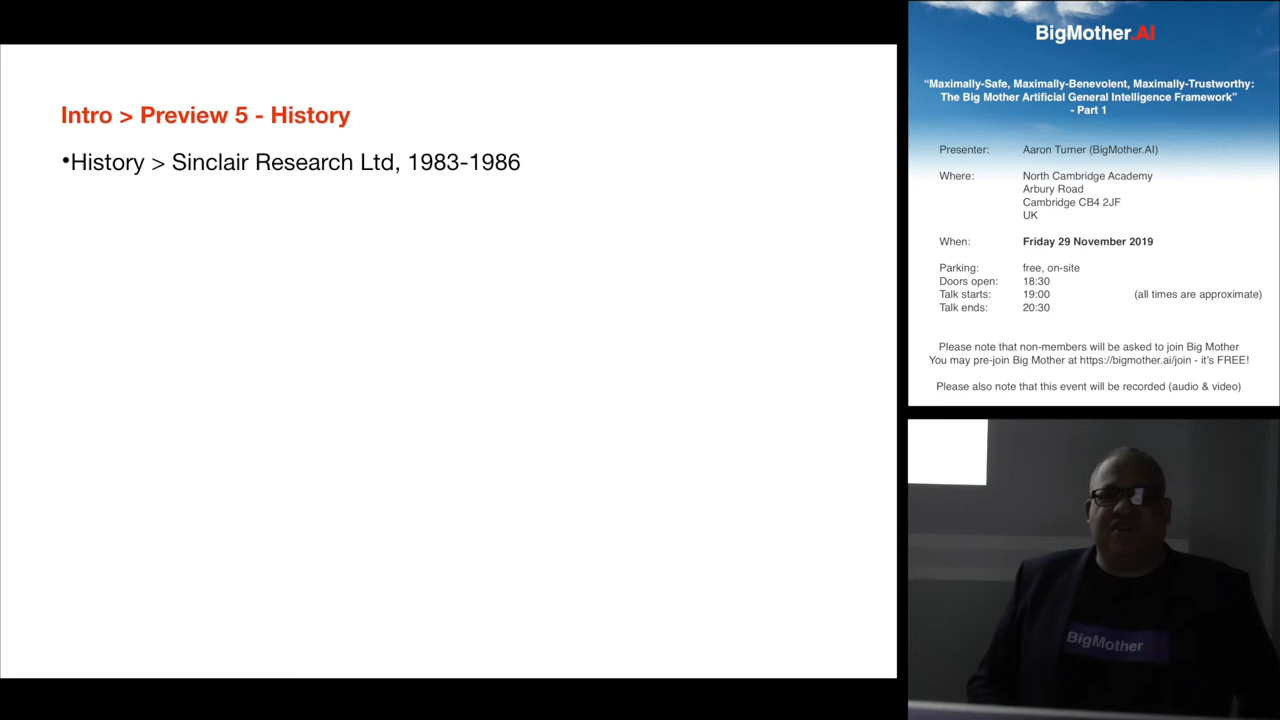 Intro > Preview 5 - History
•History > Sinclair Research Ltd, 1983-1986
BigMother.AI
“Maximally-Safe, Maximally-Benevolent, Maximally-Trustworthy:
The Big Mother Artificial General Intelligence Framework”
- Part 1
Presenter: Aaron Turner (BigMother.AI)
Where: North Cambridge Academy
Arbury Road
Cambridge CB4 2JF
UK
When: Friday 29 November 2019
Parking: free, on-site
Doors open: 18:30
Talk starts: 19:00 (all times are approximate)
Talk ends: 20:30
Please note that non-members will be asked to join Big Mother
You may pre-join Big Mother at https://bigmother.ai/join - it's FREE!
Please also note that this event will be recorded (audio & video)
BigMother